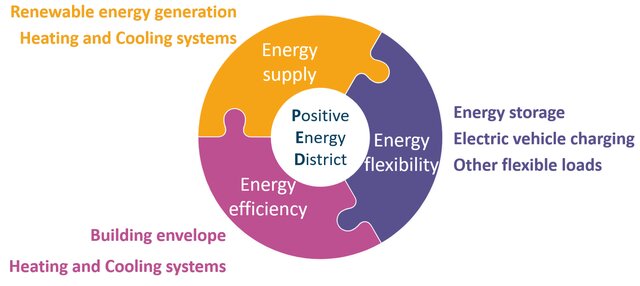 Renewable energy generation
Heating and Cooling systems
Energy
supply
Positive
Energy
District
Energy
flexibility
Energy storage
Electric vehicle charging
Other flexible loads
Energy
efficiency
Building envelope
Heating and Cooling systems